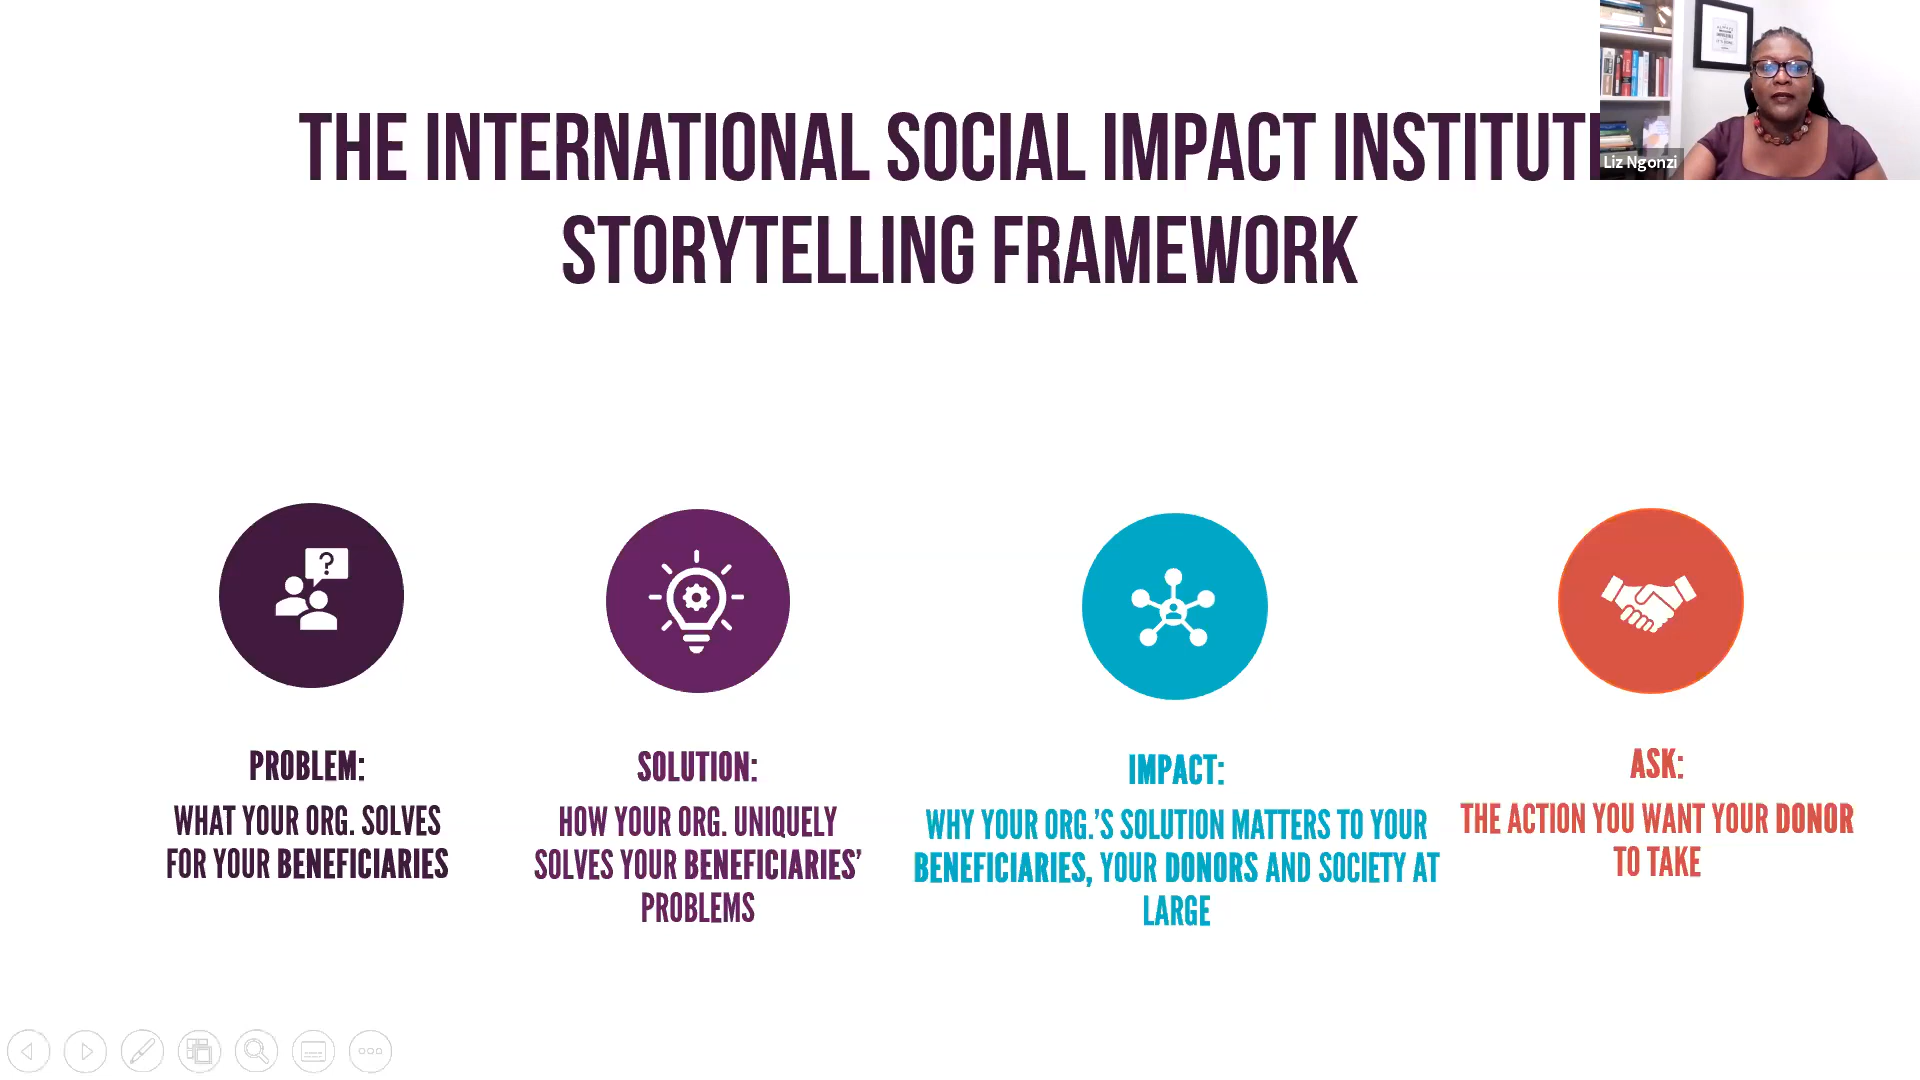 THE INTERNATIONAL SOCIAL IMPACT INSTITUTE
STORYTELLING FRAMEWORK
Liz Ngonzi
?
PROBLEM:
WHAT YOUR ORG. SOLVES
FOR YOUR BENEFICIARIES
SOLUTION:
HOW YOUR ORG. UNIQUELY
SOLVES YOUR BENEFICIARIES'
PROBLEMS
IMPACT:
WHY YOUR ORG.'S SOLUTION MATTERS TO YOUR
BENEFICIARIES, YOUR DONORS AND SOCIETY AT
LARGE
ASK:
THE ACTION YOU WANT YOUR DONOR
TO TAKE